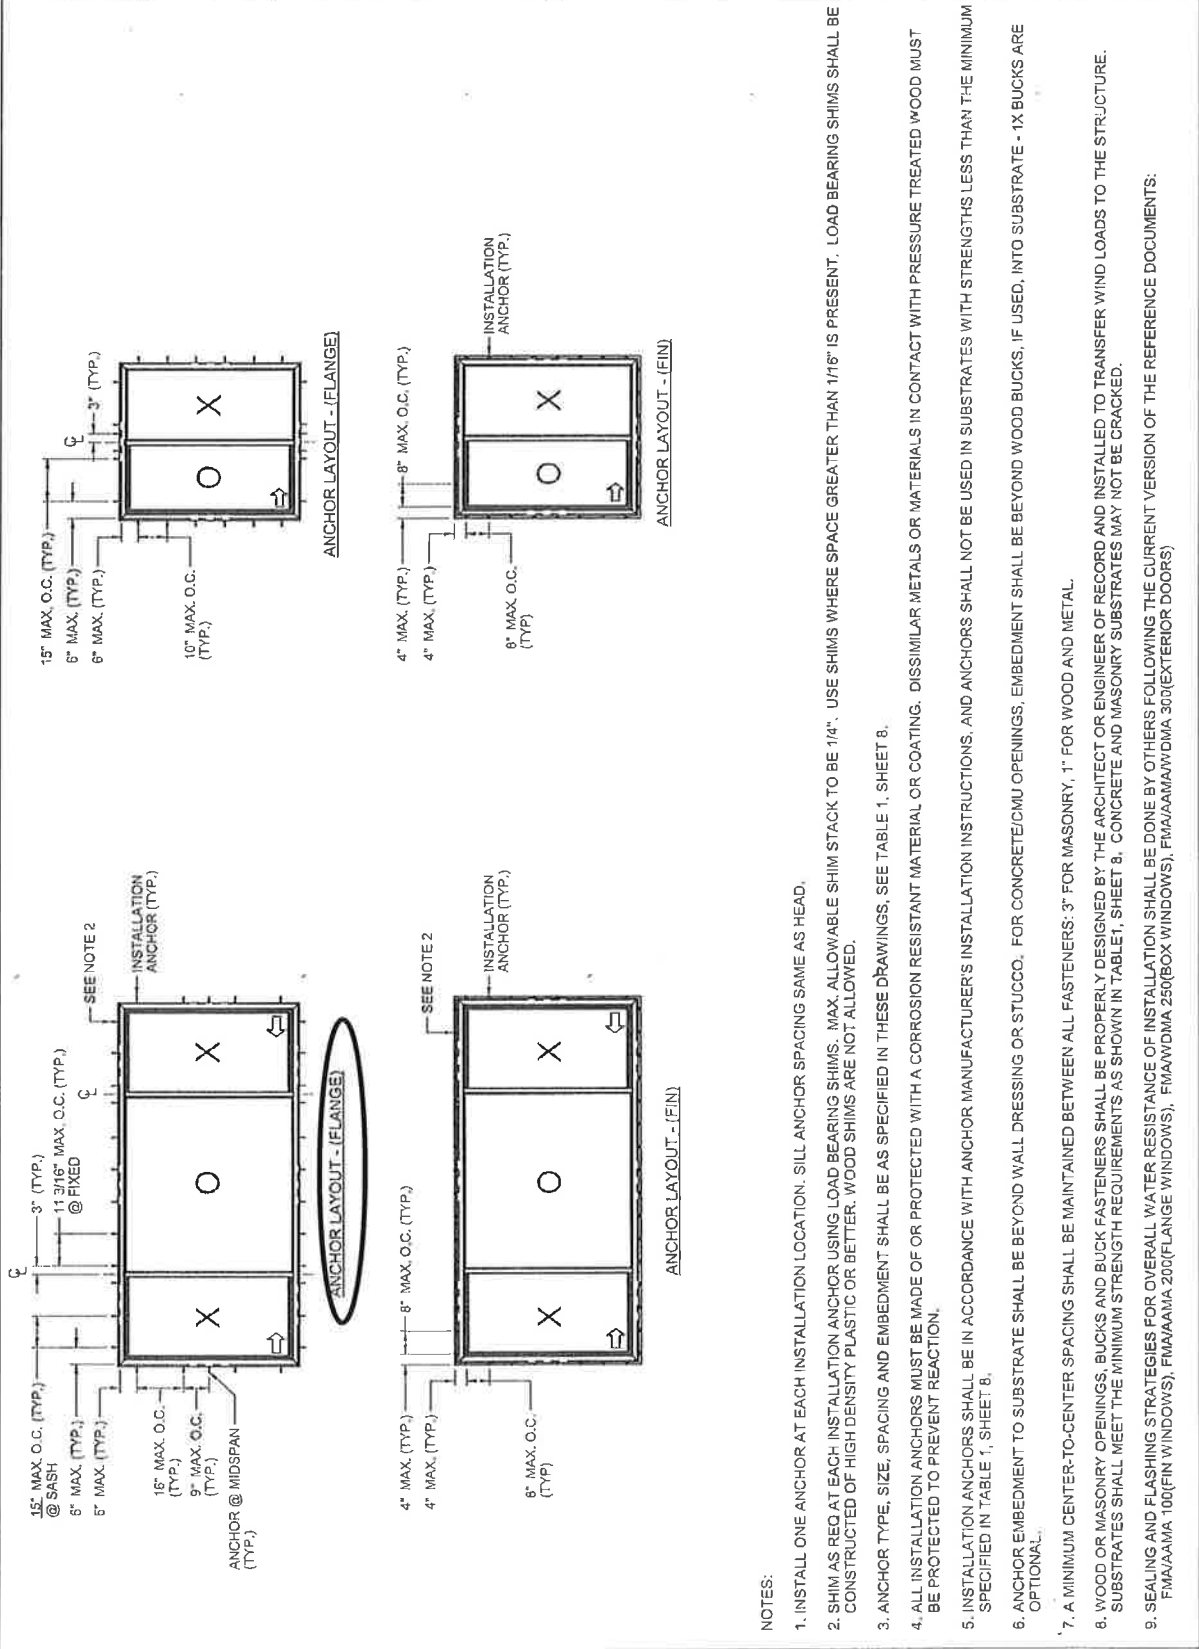 15" MAX. O.C. (TYP.)
@ SASH
6" MAX. (TYP.)
6" MAX. (TYP.)
16" MAX. O.C.
(TYP.)
9" MAX. O.C.
(TYP.)
ANCHOR @ MIDSPAN
(TYP.)
℄
3" (TYP.)
11 3/16" MAX. O.C. (TYP.)
@ FIXED
℄
SEE NOTE 2
INSTALLATION
ANCHOR (TYP.)
X
O
X
ANCHOR LAYOUT - (FLANGE)
15" MAX. O.C. (TYP.)
6" MAX. (TYP.)
6" MAX. (TYP.)
10" MAX. O.C.
(TYP.)
℄
3" (TYP.)
O
X
ANCHOR LAYOUT - (FLANGE)
4" MAX. (TYP.)
4" MAX. (TYP.)
8" MAX. O.C. (TYP.)
8" MAX. O.C.
(TYP)
SEE NOTE 2
INSTALLATION
ANCHOR (TYP.)
X
O
X
ANCHOR LAYOUT - (FIN)
4" MAX. (TYP.)
4" MAX. (TYP.)
8" MAX. O.C. (TYP.)
8" MAX. O.C.
(TYP)
INSTALLATION
ANCHOR (TYP.)
O
X
ANCHOR LAYOUT - (FIN)
NOTES:
1. INSTALL ONE ANCHOR AT EACH INSTALLATION LOCATION. SILL ANCHOR SPACING SAME AS HEAD.
2. SHIM AS REQ AT EACH INSTALLATION ANCHOR USING LOAD BEARING SHIMS. MAX. ALLOWABLE SHIM STACK TO BE 1/4". USE SHIMS WHERE SPACE GREATER THAN 1/16" IS PRESENT. LOAD BEARING SHIMS SHALL BE
CONSTRUCTED OF HIGH DENSITY PLASTIC OR BETTER. WOOD SHIMS ARE NOT ALLOWED.
3. ANCHOR TYPE, SIZE, SPACING AND EMBEDMENT SHALL BE AS SPECIFIED IN THESE DRAWINGS, SEE TABLE 1, SHEET 8.
4. ALL INSTALLATION ANCHORS MUST BE MADE OF OR PROTECTED WITH A CORROSION RESISTANT MATERIAL OR COATING. DISSIMILAR METALS OR MATERIALS IN CONTACT WITH PRESSURE TREATED WOOD MUST
BE PROTECTED TO PREVENT REACTION.
5. INSTALLATION ANCHORS SHALL BE IN ACCORDANCE WITH ANCHOR MANUFACTURER'S INSTALLATION INSTRUCTIONS, AND ANCHORS SHALL NOT BE USED IN SUBSTRATES WITH STRENGTHS LESS THAN THE MINIMUM
SPECIFIED IN TABLE 1, SHEET 8.
6. ANCHOR EMBEDMENT TO SUBSTRATE SHALL BE BEYOND WALL DRESSING OR STUCCO. FOR CONCRETE/CMU OPENINGS, EMBEDMENT SHALL BE BEYOND WOOD BUCKS, IF USED, INTO SUBSTRATE - 1X BUCKS ARE
OPTIONAL.
7. A MINIMUM CENTER-TO-CENTER SPACING SHALL BE MAINTAINED BETWEEN ALL FASTENERS: 3" FOR MASONRY, 1" FOR WOOD AND METAL.
8. WOOD OR MASONRY OPENINGS, BUCKS AND BUCK FASTENERS SHALL BE PROPERLY DESIGNED BY THE ARCHITECT OR ENGINEER OF RECORD AND INSTALLED TO TRANSFER WIND LOADS TO THE STRUCTURE.
SUBSTRATES SHALL MEET THE MINIMUM STRENGTH REQUIREMENTS AS SHOWN IN TABLE1, SHEET 8. CONCRETE AND MASONRY SUBSTRATES MAY NOT BE CRACKED.
9. SEALING AND FLASHING STRATEGIES FOR OVERALL WATER RESISTANCE OF INSTALLATION SHALL BE DONE BY OTHERS FOLLOWING THE CURRENT VERSION OF THE REFERENCE DOCUMENTS:
FMA/AAMA 100(FIN WINDOWS), FMA/AAMA 200(FLANGE WINDOWS), FMA/WDMA 250(BOX WINDOWS), FMA/AAMA/WDMA 300(EXTERIOR DOORS)